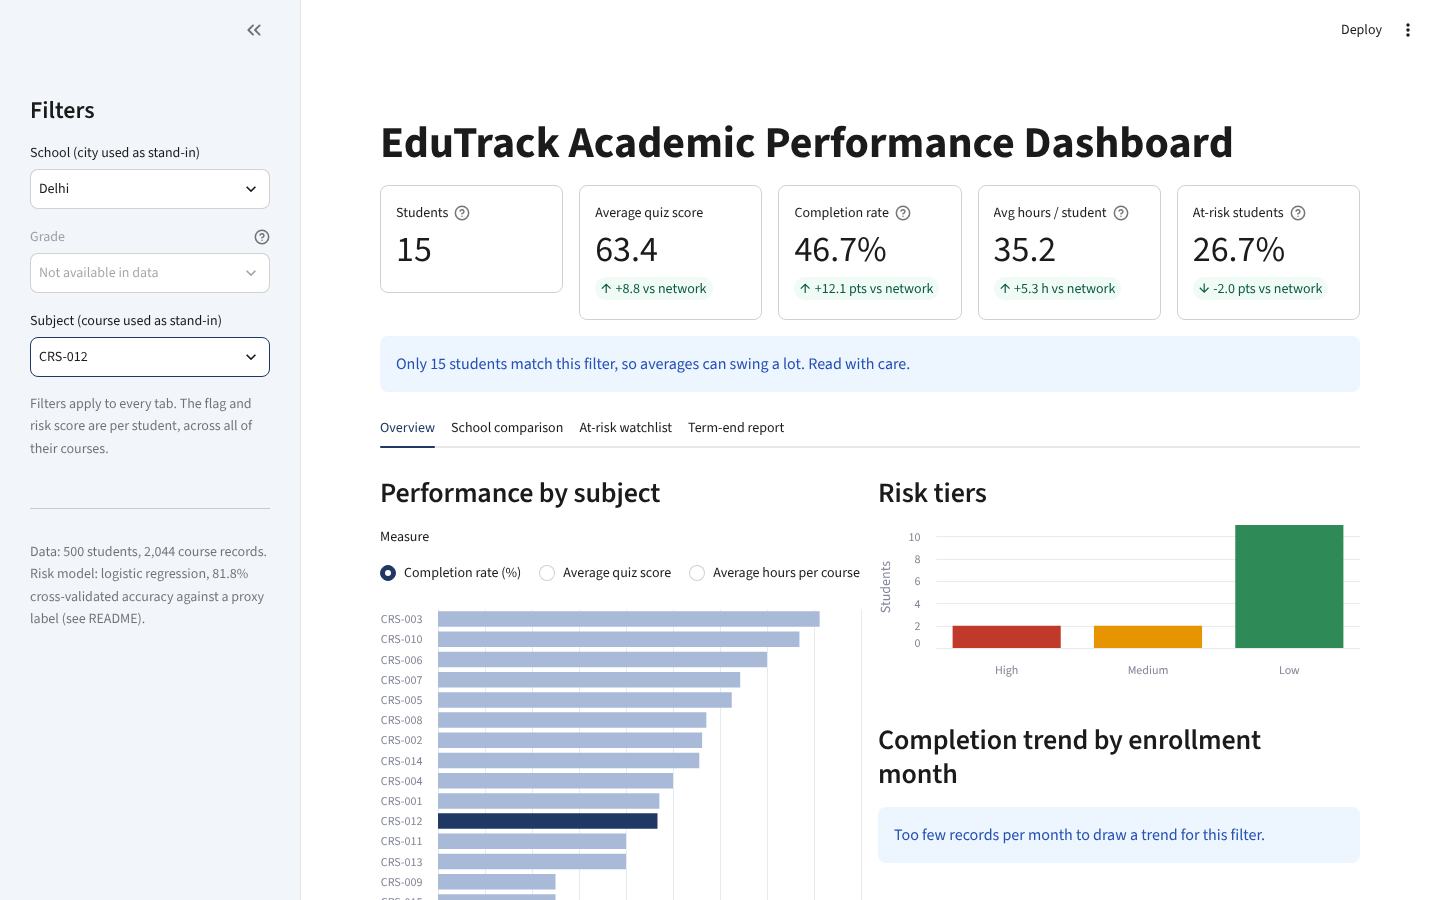 Deploy
Filters
School (city used as stand-in)
Delhi
Grade
Not available in data
Subject (course used as stand-in)
CRS-012
Filters apply to every tab. The flag and
risk score are per student, across all of
their courses.
Data: 500 students, 2,044 course records.
Risk model: logistic regression, 81.8%
cross-validated accuracy against a proxy
label (see README).
EduTrack Academic Performance Dashboard
Students
15
Average quiz score
63.4
+8.8 vs network
Completion rate
46.7%
+12.1 pts vs network
Avg hours / student
35.2
+5.3 h vs network
At-risk students
26.7%
-2.0 pts vs network
Only 15 students match this filter, so averages can swing a lot. Read with care.
Overview School comparison At-risk watchlist Term-end report
Performance by subject
Measure
Completion rate (%) Average quiz score Average hours per course
CRS-003
CRS-010
CRS-006
CRS-007
CRS-005
CRS-008
CRS-002
CRS-014
CRS-004
CRS-001
CRS-012
CRS-011
CRS-013
CRS-009
Risk tiers
Students
10
8
6
4
2
0
High Medium Low
Completion trend by enrollment
month
Too few records per month to draw a trend for this filter.